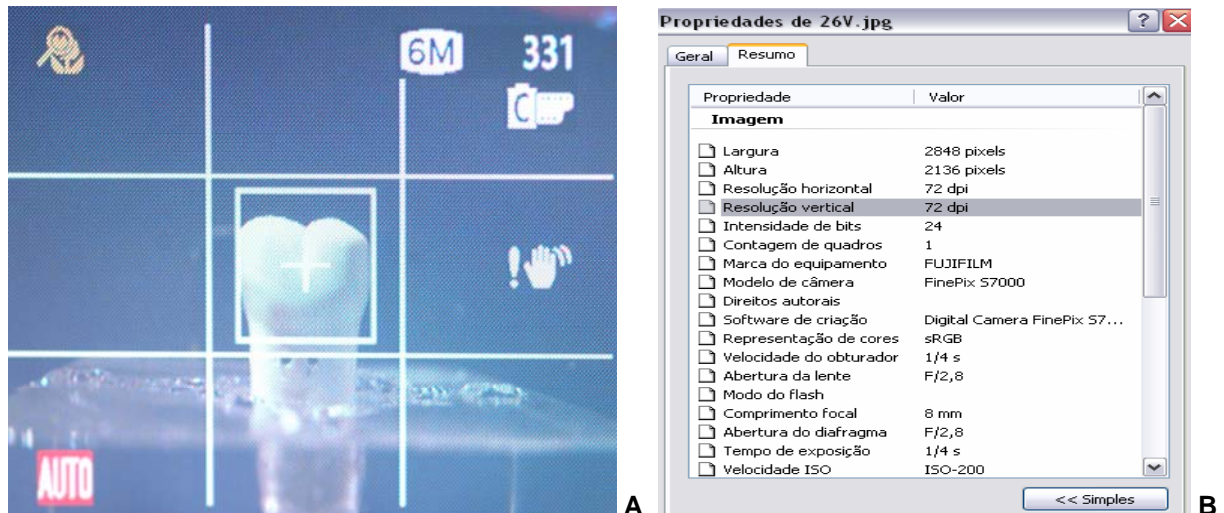 6M 331
C
AUTO
A
Propriedades de 26V.jpg
Geral Resumo
Propriedade Valor
Imagem
Largura 2848 pixels
Altura 2136 pixels
Resolução horizontal 72 dpi
Resolução vertical 72 dpi
Intensidade de bits 24
Contagem de quadros 1
Marca do equipamento FUJIFILM
Modelo de câmera FinePix S7000
Direitos autorais
Software de criação Digital Camera FinePix S7...
Representação de cores sRGB
Velocidade do obturador 1/4 s
Abertura da lente F/2,8
Modo do flash
Comprimento focal 8 mm
Abertura do diafragma F/2,8
Tempo de exposição 1/4 s
Velocidade ISO ISO-200
<< Simples
B